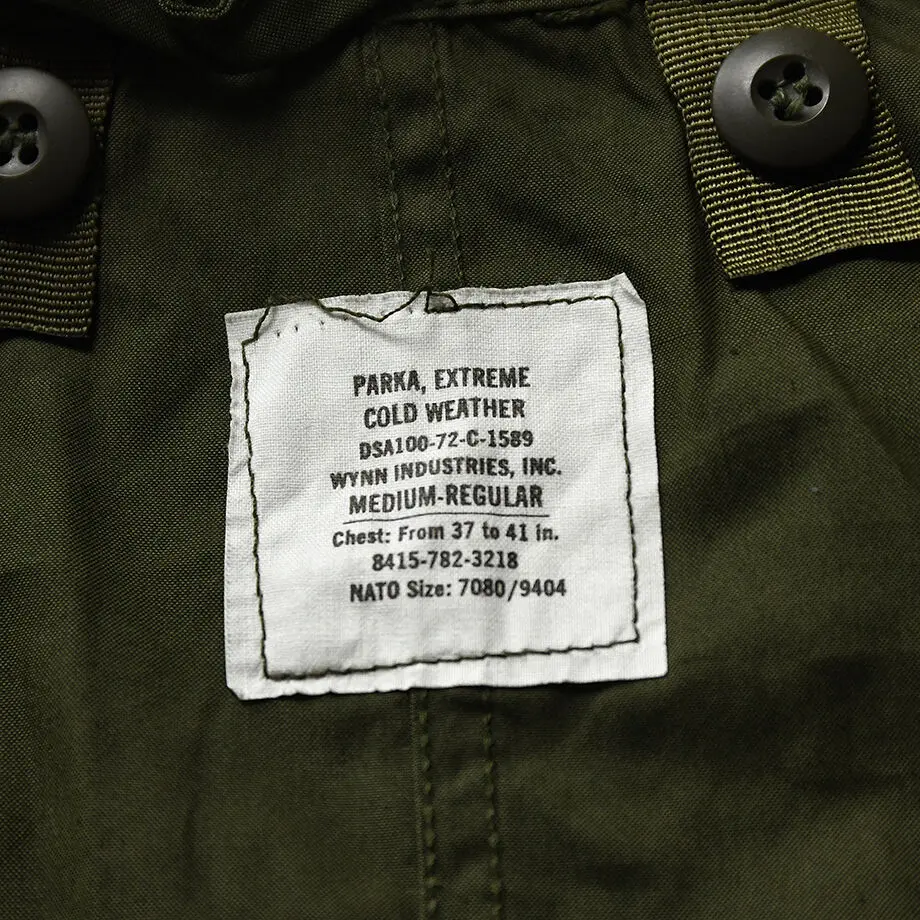 PARKA, EXTREME
COLD WEATHER
DSA100-72-C-1589
WYNN INDUSTRIES, INC.
MEDIUM-REGULAR
Chest: From 37 to 41 in.
8415-782-3218
NATO Size: 7080/9404